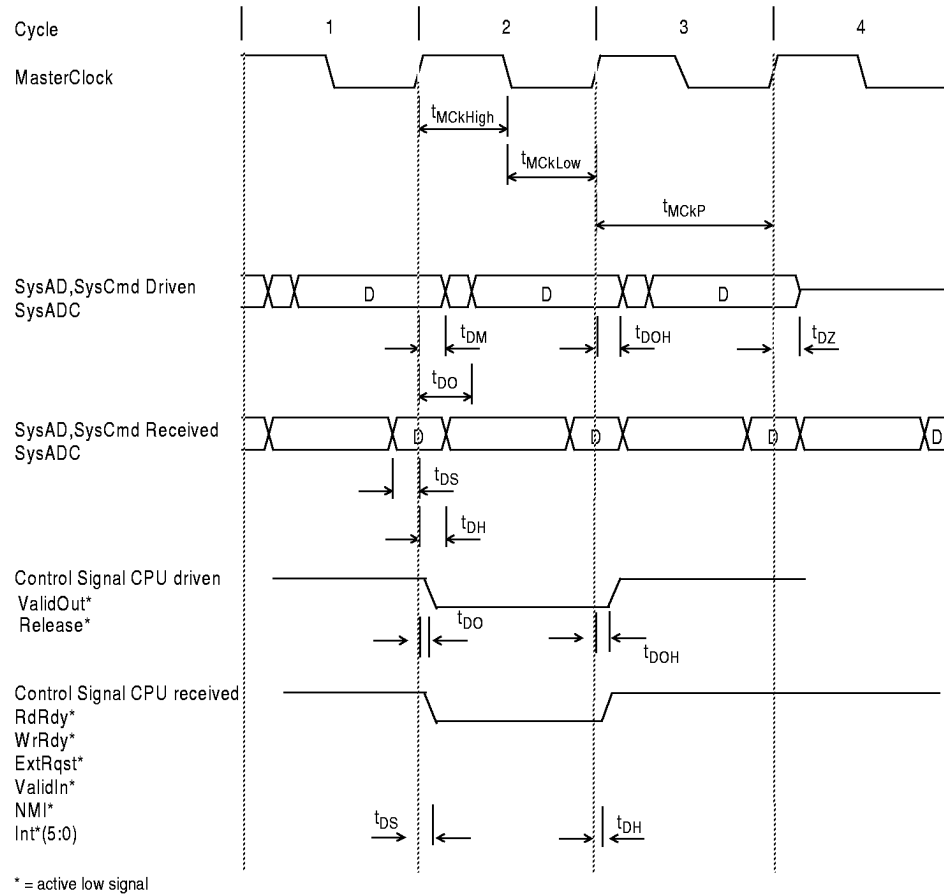 Cycle 1 2 3 4
MasterClock
tMCkHigh
tMCkLow
tMCkP
SysAD,SysCmd Driven
SysADC
D D D
tDM tDOH tDZ
tDO
SysAD,SysCmd Received
SysADC
D D D D
tDS
tDH
Control Signal CPU driven
ValidOut*
Release*
tDO
tDOH
Control Signal CPU received
RdRdy*
WrRdy*
ExtRqst*
ValidIn*
NMI*
Int*(5:0)
tDS tDH
* = active low signal